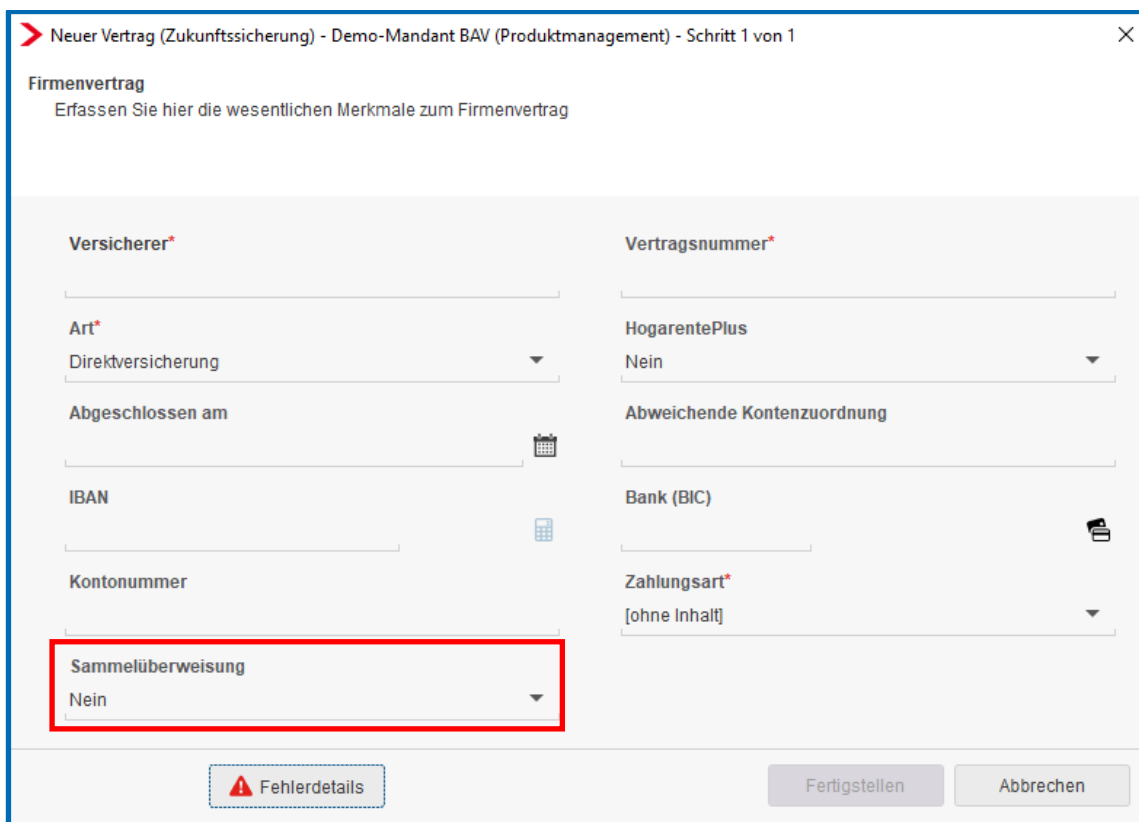 Neuer Vertrag (Zukunftssicherung) - Demo-Mandant BAV (Produktmanagement) - Schritt 1 von 1
Firmenvertrag
Erfassen Sie hier die wesentlichen Merkmale zum Firmenvertrag
Versicherer*
Vertragsnummer*
Art*
HogarentePlus
Direktversicherung
Nein
Abgeschlossen am
Abweichende Kontenzuordnung
IBAN
Bank (BIC)
Kontonummer
Zahlungsart*
[ohne Inhalt]
Sammelüberweisung
Nein
Fehlerdetails
Fertigstellen
Abbrechen